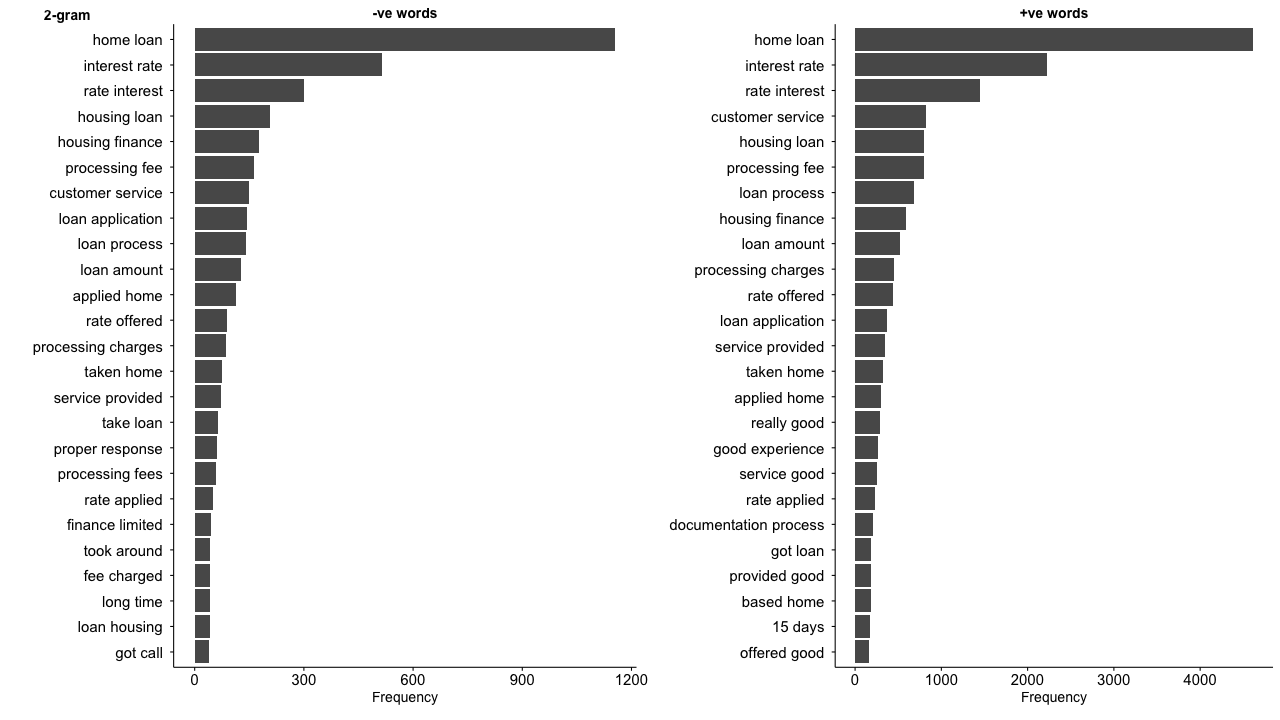 2-gram
-ve words
home loan
interest rate
rate interest
housing loan
housing finance
processing fee
customer service
loan application
loan process
loan amount
applied home
rate offered
processing charges
taken home
service provided
take loan
proper response
processing fees
rate applied
finance limited
took around
fee charged
long time
loan housing
got call
0 300 600 900 1200
Frequency
+ve words
home loan
interest rate
rate interest
customer service
housing loan
processing fee
loan process
housing finance
loan amount
processing charges
rate offered
loan application
service provided
taken home
applied home
really good
good experience
service good
rate applied
documentation process
got loan
provided good
based home
15 days
offered good
0 1000 2000 3000 4000
Frequency